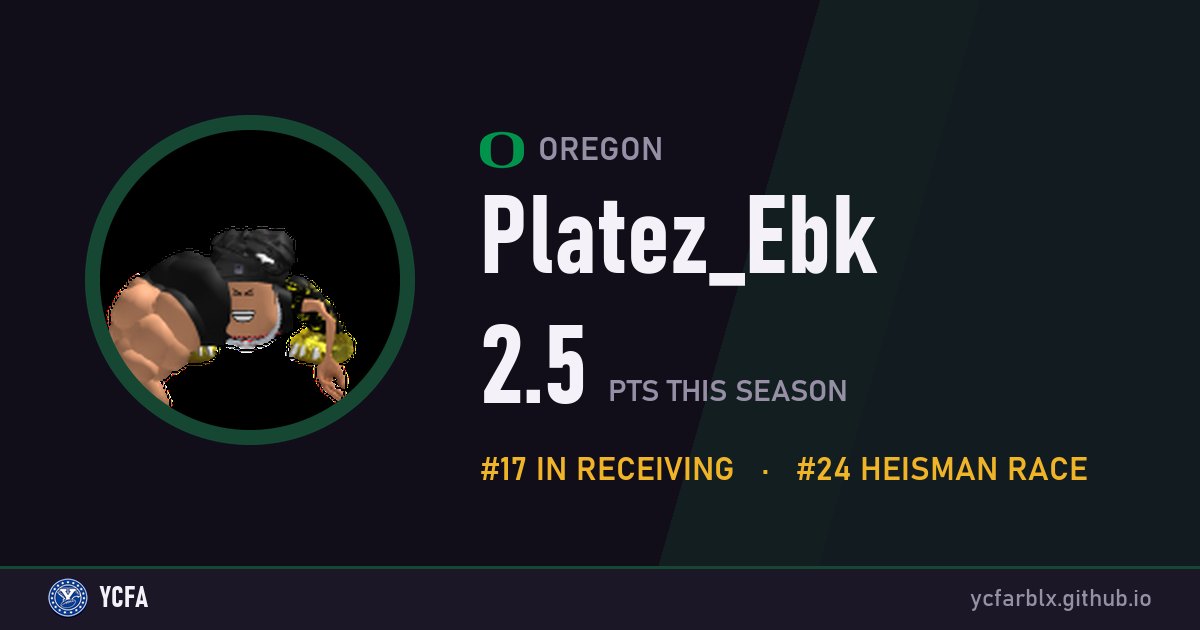 OREGON
Platez_Ebk
2.5 PTS THIS SEASON
#17 IN RECEIVING · #24 HEISMAN RACE
YCFA
ycfarblx.github.io